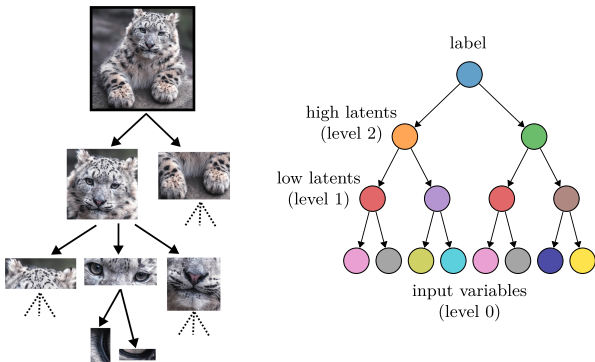 label
high latents
(level 2)
low latents
(level 1)
input variables
(level 0)